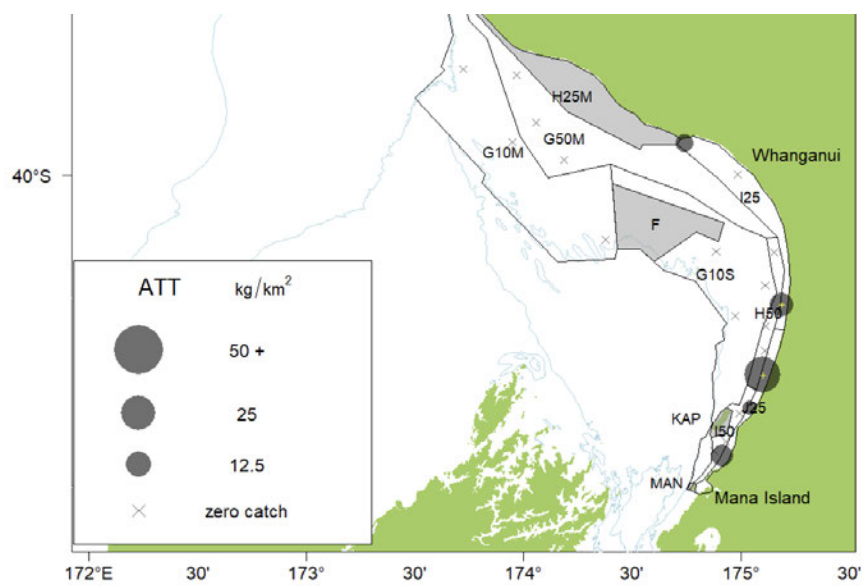 H25M
G50M
G10M
Whanganui
40°S
I25
F
G10S
ATT kg/km²
H50
50 +
J25
25
KAP
I50
12.5
MAN
Mana Island
zero catch
172°E 30' 173° 30' 174° 30' 175° 30'